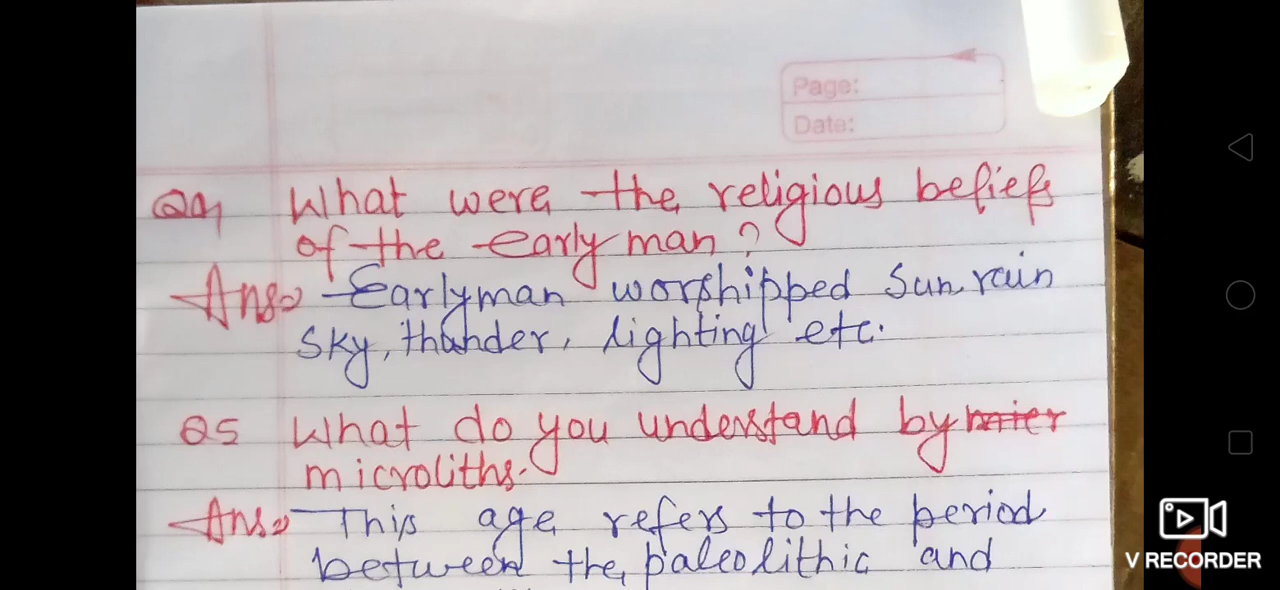 Page:
Date:
Q4 What were the religious beliefs
of the early man?
Ans Early man worshipped Sun, rain
sky, thunder, lighting etc.
Q5 What do you understand by
microliths.
Ans This age refers to the period
between the paleolithic and
V RECORDER